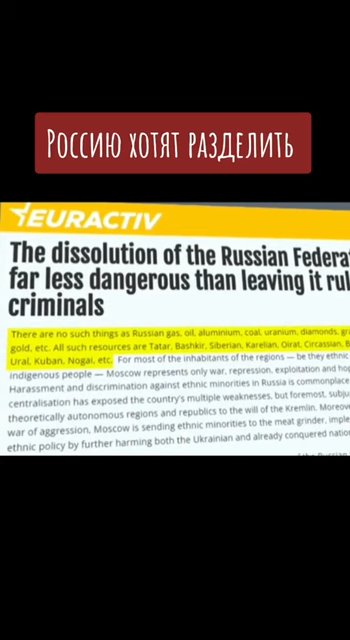 Россию хотят разделить
EURACTIV
The dissolution of the Russian Federa
far less dangerous than leaving it rul
criminals
There are no such things as Russian gas, oil, aluminium, coal, uranium, diamonds, gr
gold, etc. All such resources are Tatar, Bashkir, Siberian, Karelian, Oirat, Circassian, B
Ural, Kuban, Nogai, etc. For most of the inhabitants of the regions — be they ethnic
indigenous people — Moscow represents only war, repression, exploitation and hop
Harassment and discrimination against ethnic minorities in Russia is commonplace
centralisation has exposed the country's multiple weaknesses, but foremost, subju
theoretically autonomous regions and republics to the will of the Kremlin. Moreove
war of aggression, Moscow is sending ethnic minorities to the meat grinder, imple
ethnic policy by further harming both the Ukrainian and already conquered nation